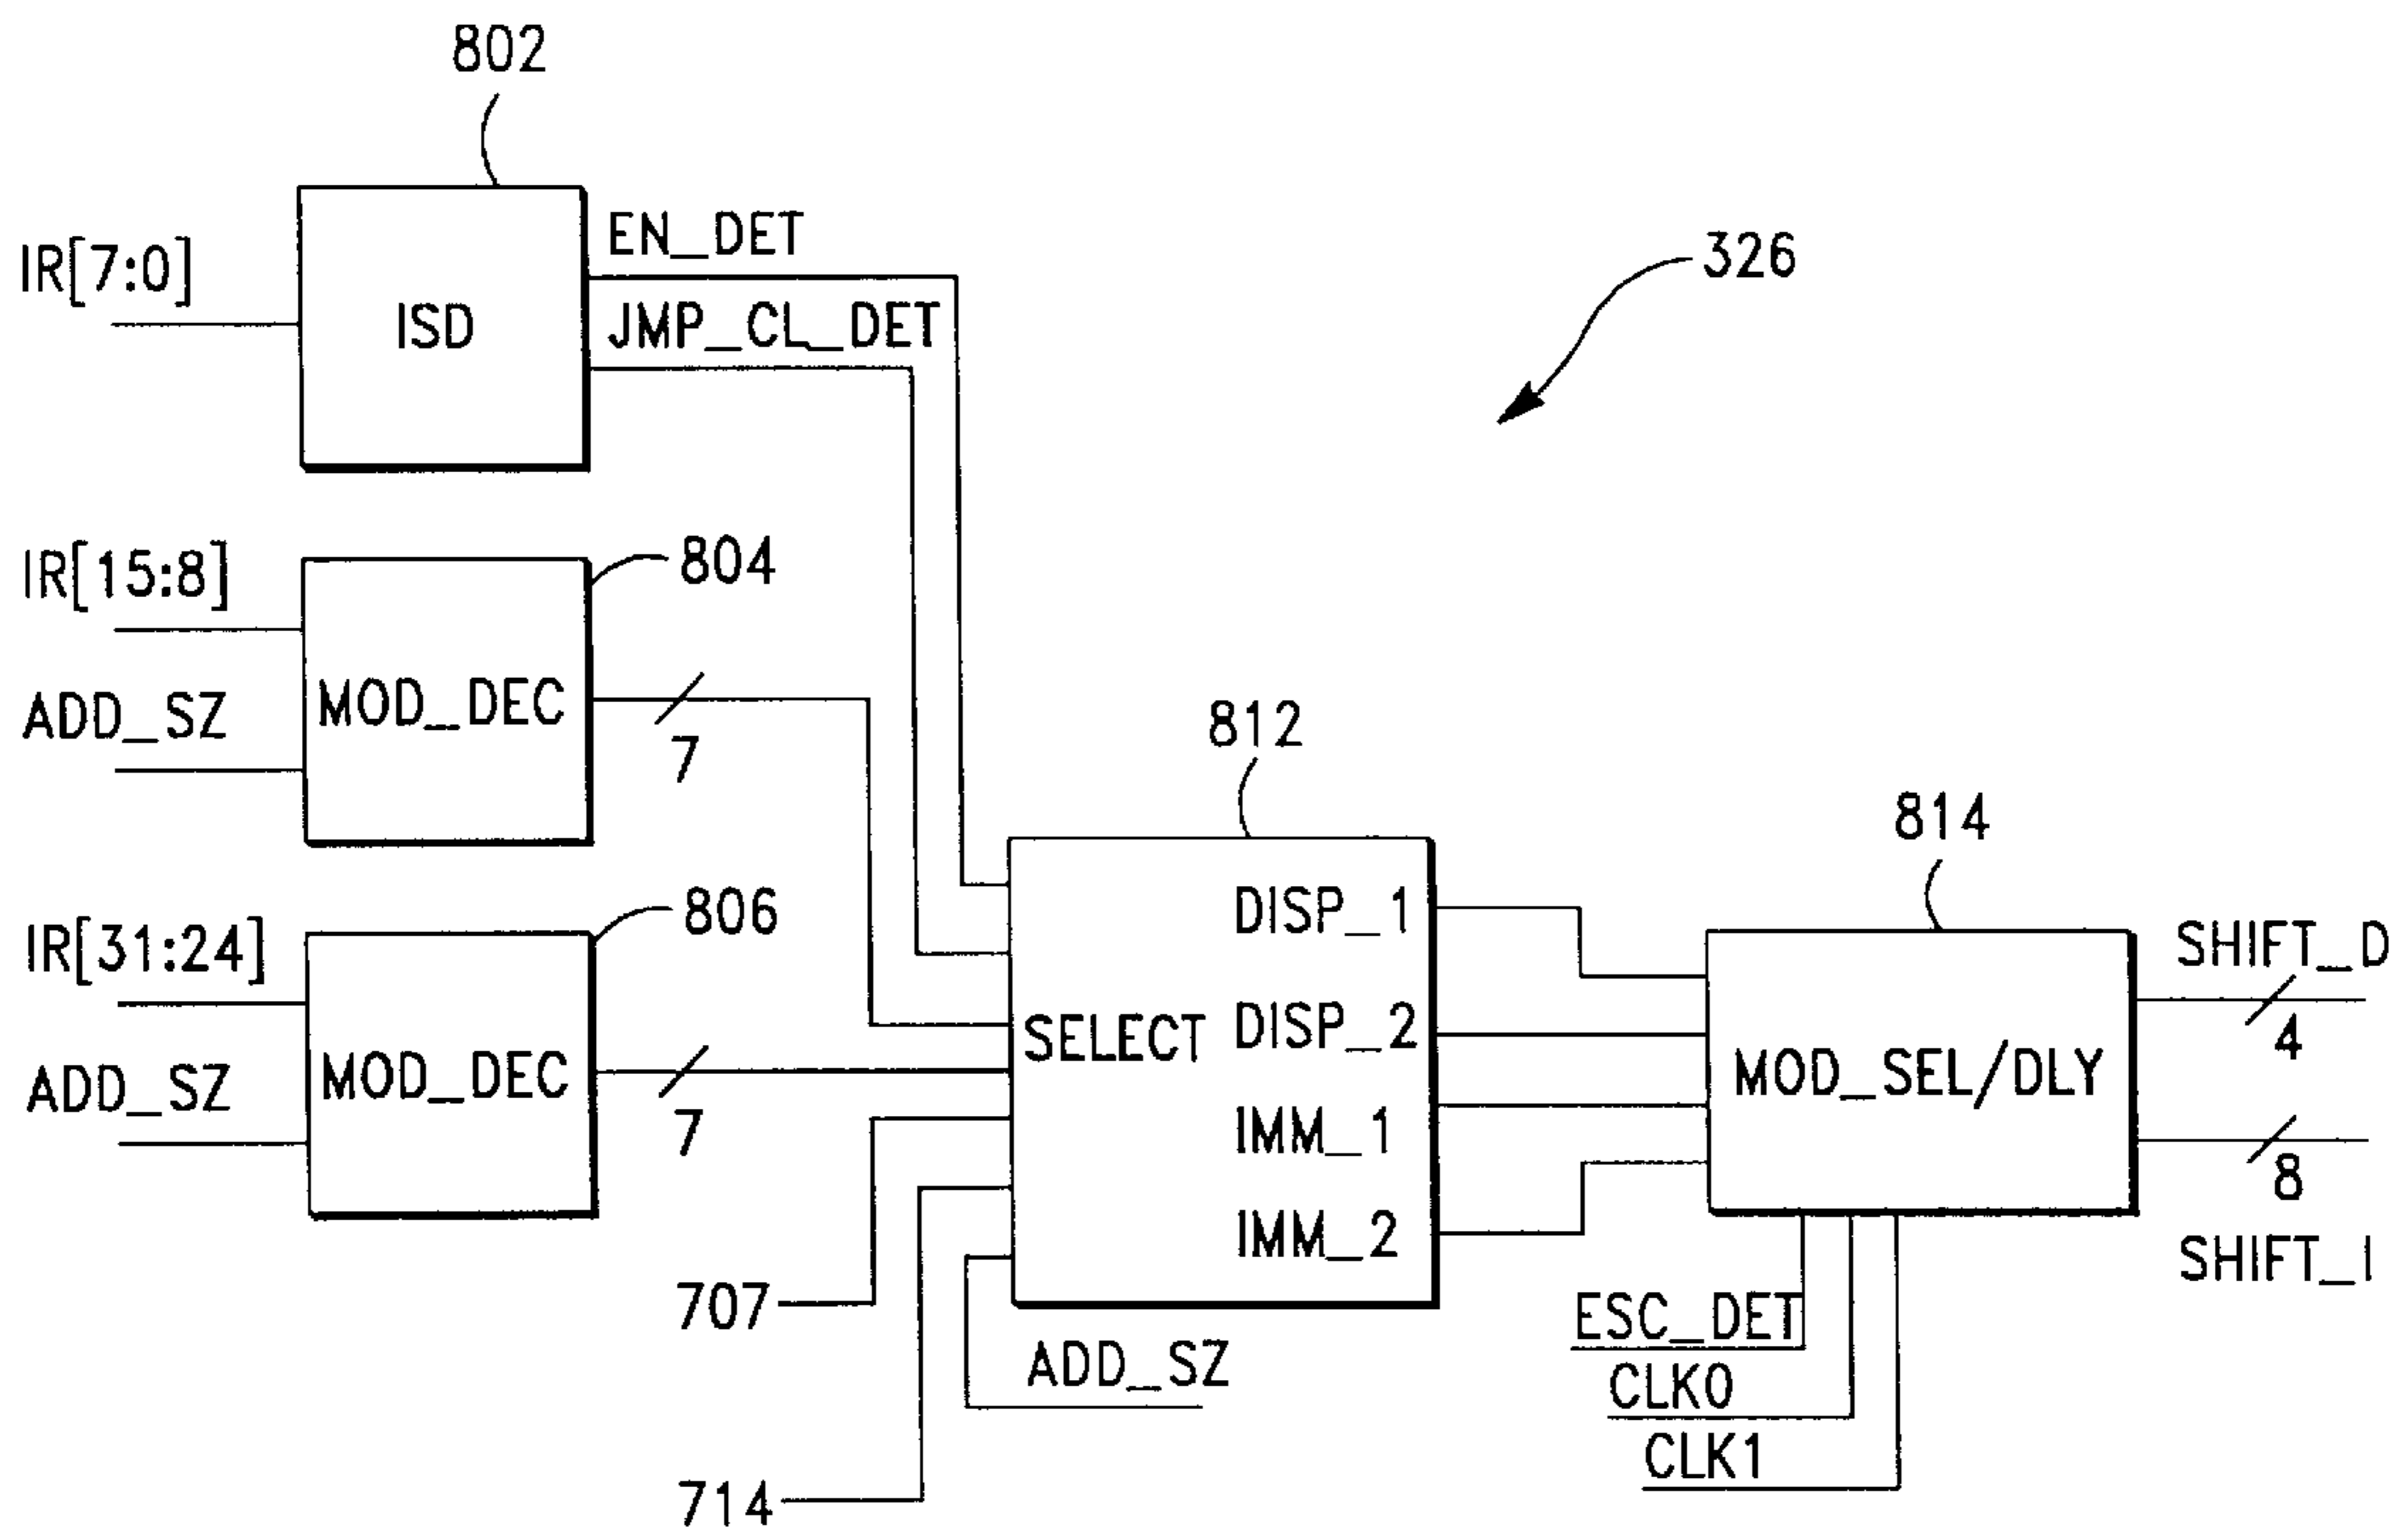 802
IR[7:0]
ISD
EN_DET
JMP_CL_DET
326
IR[15:8]
804
ADD_SZ
MOD_DEC
7
IR[31:24]
806
ADD_SZ
MOD_DEC
7
812
SELECT
DISP_1
DISP_2
IMM_1
IMM_2
707
714
ADD_SZ
814
MOD_SEL/DLY
SHIFT_D
4
8
SHIFT_I
ESC_DET
CLK0
CLK1